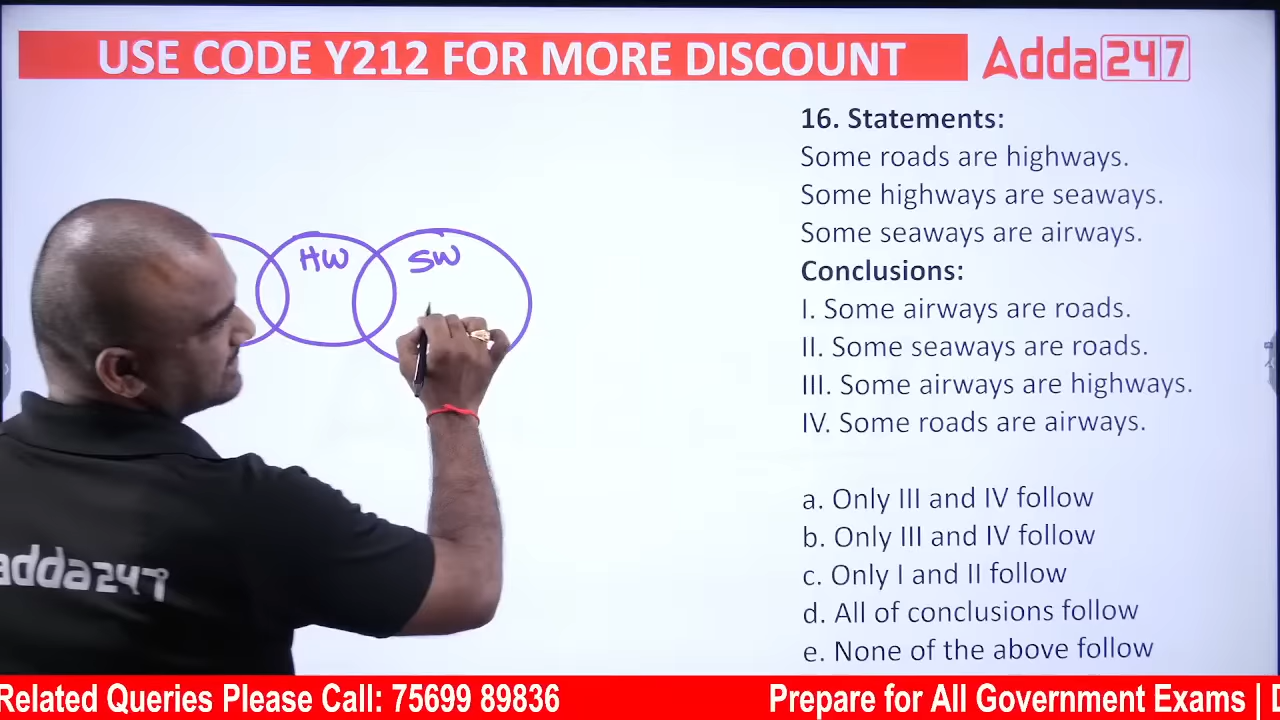 USE CODE Y212 FOR MORE DISCOUNT
Adda247
16. Statements:
Some roads are highways.
Some highways are seaways.
Some seaways are airways.
Conclusions:
I. Some airways are roads.
II. Some seaways are roads.
III. Some airways are highways.
IV. Some roads are airways.
a. Only III and IV follow
b. Only III and IV follow
c. Only I and II follow
d. All of conclusions follow
e. None of the above follow
HW
SW
adda247
Related Queries Please Call: 75699 89836
Prepare for All Government Exams |